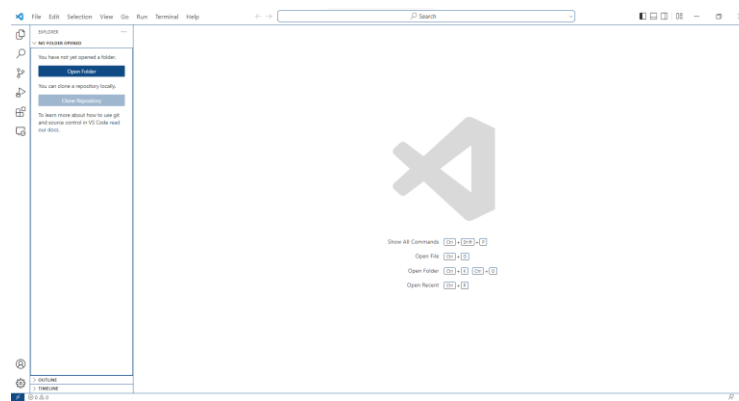 File Edit Selection View Go Run Terminal Help
Search
EXPLORER
NO FOLDER OPENED
You have not yet opened a folder.
Open Folder
You can clone a repository locally.
Clone Repository
To learn more about how to use git
and source control in VS Code read
our docs.
Show All Commands Ctrl + Shift + P
Open File Ctrl + O
Open Folder Ctrl + K Ctrl + O
Open Recent Ctrl + R
OUTLINE
TIMELINE
0 0 0